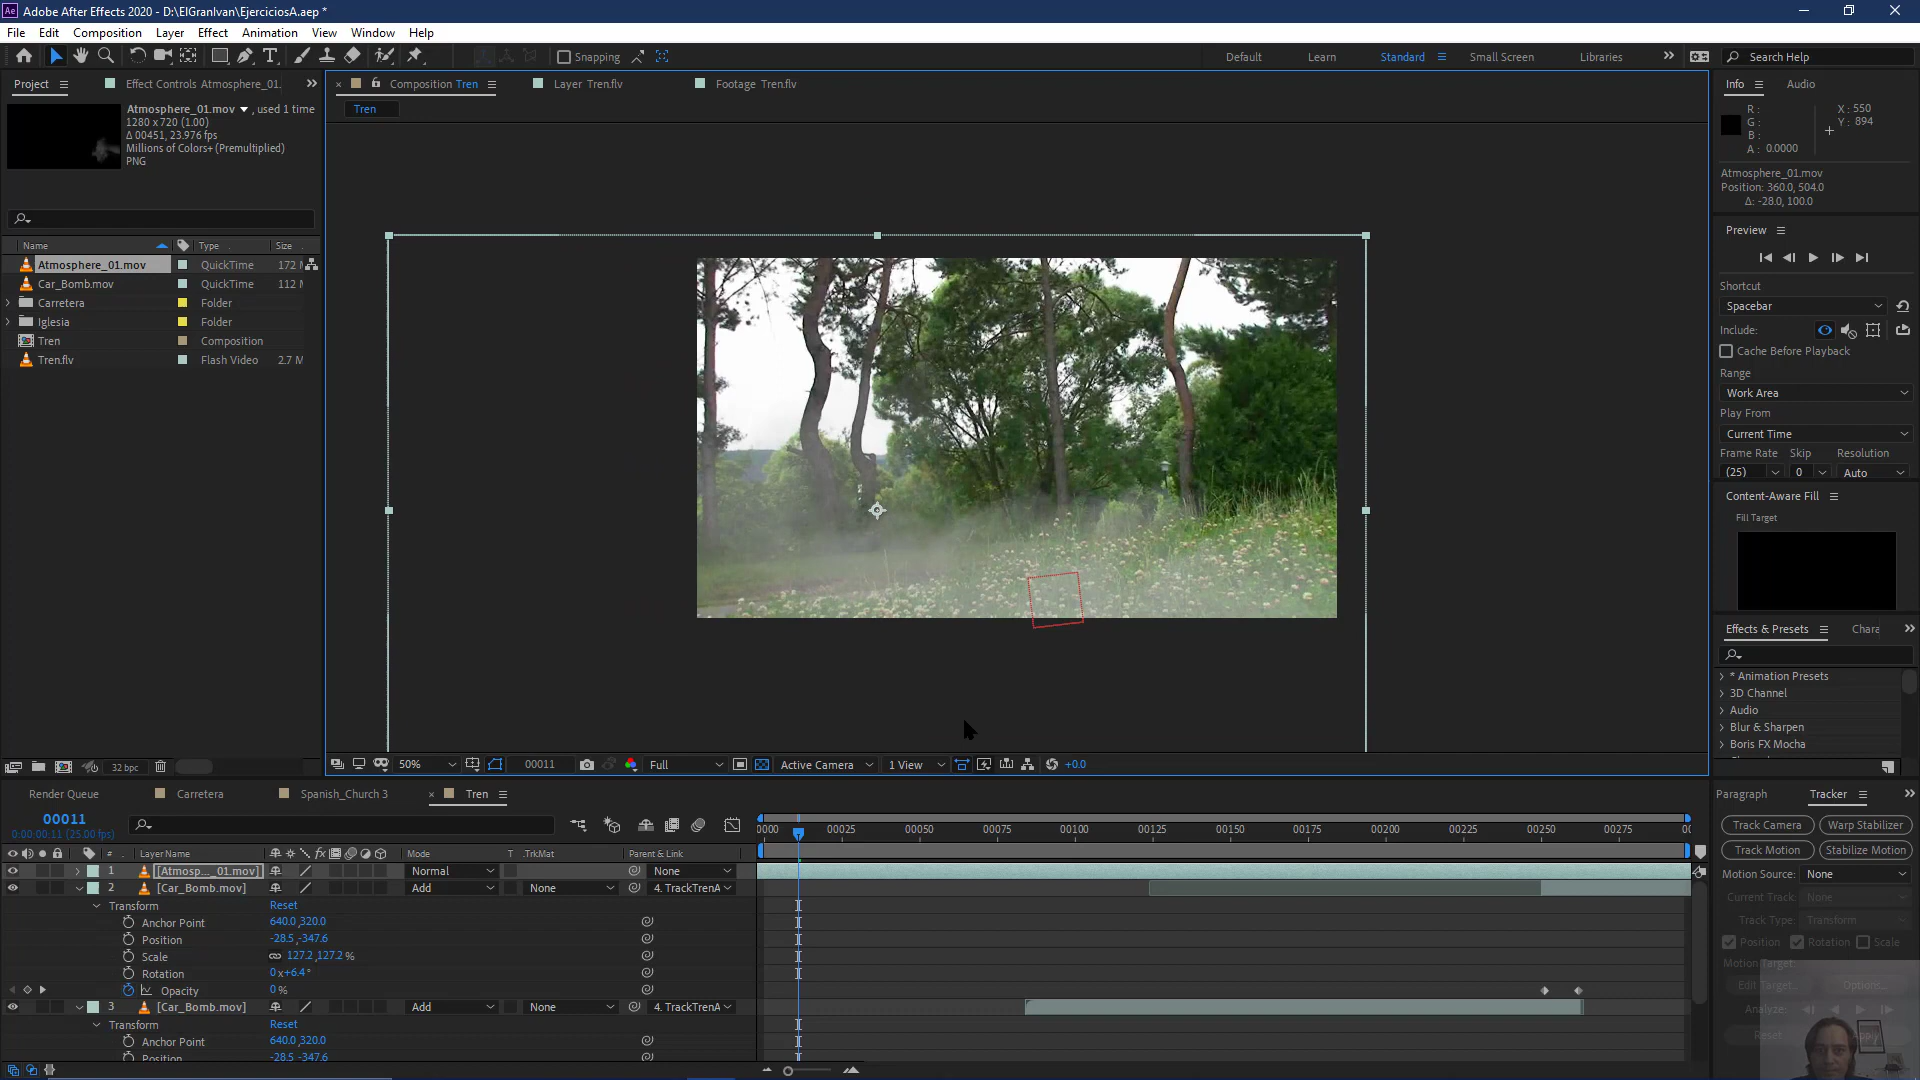 Adobe After Effects 2020 - D:\ElGranIvan\EjerciciosA.aep *
File Edit Composition Layer Effect Animation View Window Help
Snapping
Default Learn Standard Small Screen Libraries
Search Help
Project
Effect Controls Atmosphere_01.
Atmosphere_01.mov , used 1 time
1280 x 720 (1.00)
Δ 00451, 23.976 fps
Millions of Colors+ (Premultiplied)
PNG
Name Type Size
Atmosphere_01.mov QuickTime 172 M
Car_Bomb.mov QuickTime 112 M
Carretera Folder
Iglesia Folder
Tren Composition
Tren.flv Flash Video 2.7 M
32 bpc
Composition Tren
Layer Tren.flv
Footage Tren.flv
Tren
50% 00011 Full Active Camera 1 View +0.0
Info Audio
R : X : 550
G : Y : 894
B :
A : 0.0000
Atmosphere_01.mov
Position: 360.0, 504.0
Δ: -28.0, 100.0
Preview
Shortcut
Spacebar
Include:
Cache Before Playback
Range
Work Area
Play From
Current Time
Frame Rate Skip Resolution
(25) 0 Auto
Content-Aware Fill
Fill Target
Effects & Presets Chara
* Animation Presets
3D Channel
Audio
Blur & Sharpen
Boris FX Mocha
Paragraph Tracker
Track Camera Warp Stabilizer
Track Motion Stabilize Motion
Motion Source: None
Current Track: None
Track Type: Transform
Position Rotation Scale
Motion Target:
Edit Target... Options...
Analyze:
Reset Apply
Render Queue Carretera Spanish_Church 3 Tren
00011
0:00:00:11 (25.00 fps)
# Layer Name Mode T .TrkMat Parent & Link
0000 00025 00050 00075 00100 00125 00150 00175 00200 00225 00250 00275 00
1 [Atmosp..._01.mov] Normal None
2 [Car_Bomb.mov] Add None 4. TrackTrenA
Transform Reset
Anchor Point 640.0,320.0
Position -28.5,-347.6
Scale 127.2,127.2%
Rotation 0x+6.4°
Opacity 0%
3 [Car_Bomb.mov] Add None 4. TrackTrenA
Transform Reset
Anchor Point 640.0,320.0
Position -28.5,-347.6